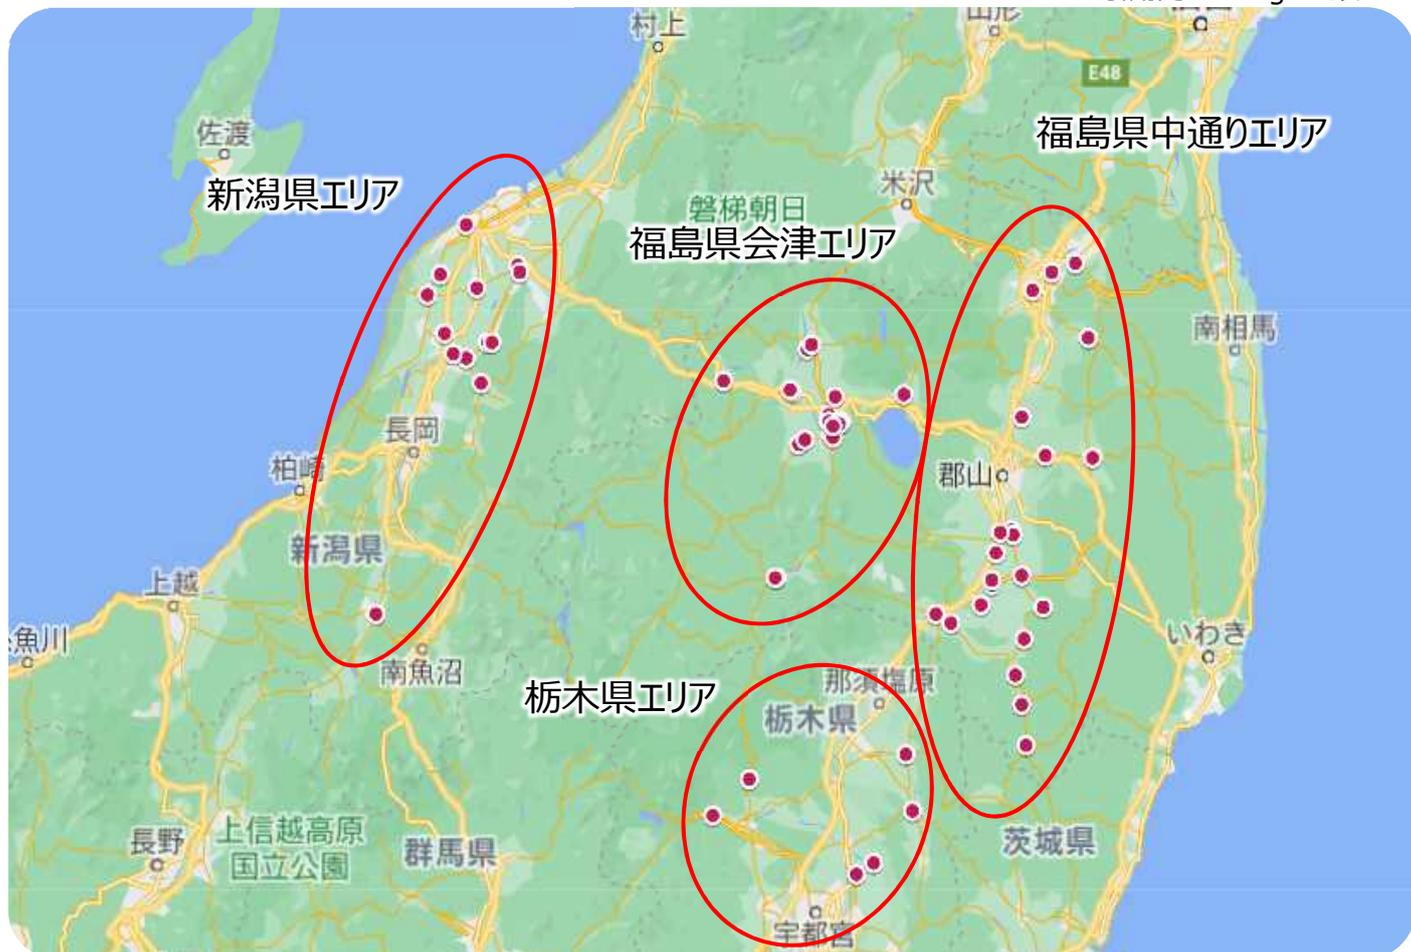 村上
山形
E48
佐渡
福島県中通りエリア
新潟県エリア
米沢
磐梯朝日
福島県会津エリア
南相馬
長岡
柏崎
郡山
新潟県
上越
魚川
いわき
南魚沼
那須塩原
栃木県エリア
栃木県
長野
上信越高原
国立公園
群馬県
茨城県
宇都宮